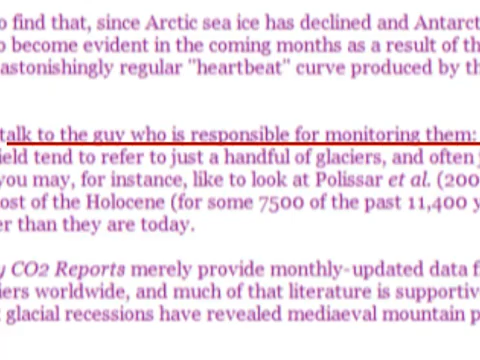 o find that, since Arctic sea ice has declined and Antarct
o become evident in the coming months as a result of th
astonishingly regular "heartbeat" curve produced by th
talk to the guy who is responsible for monitoring them:
ield tend to refer to just a handful of glaciers, and often
you may, for instance, like to look at Polissar et al. (200
ost of the Holocene (for some 7500 of the past 11,400 y
er than they are today.
y CO2 Reports merely provide monthly-updated data f
iers worldwide, and much of that literature is supportiv
glacial recessions have revealed mediaeval mountain p